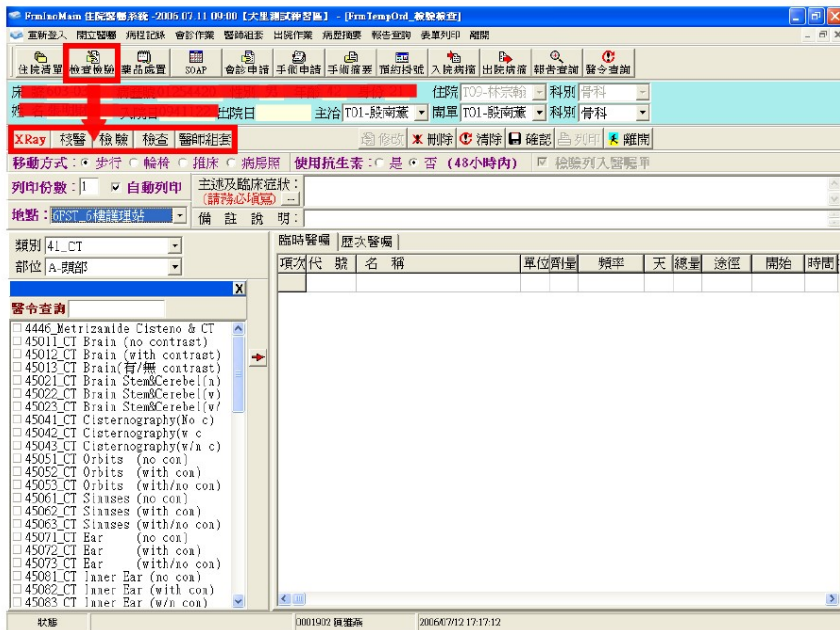 FrmInoMain 住院醫囑系統 -2006.07.11 09:00【大里測試練習區】 - [FrmTempOrd_檢驗檢查]
重新登入 開立醫囑 病程記錄 會診作業 醫師組套 出院作業 病歷摘要 報告查詢 表單列印 離開
住院清單 檢查檢驗 藥品處置 SOAP 會診申請 手術申請 手術摘要 預約掛號 入院病摘 出院病摘 報告查詢 醫令查詢
住院 T09-林宗翰 科別 骨科
出院日 主治 T01-殷南薰 開單 T01-殷南薰 科別 骨科
XRay 核醫 檢驗 檢查 醫師組套 修改 刪除 清除 確認 列印 離開
移動方式: 步行 輪椅 推床 病房照 使用抗生素: 是 否 (48小時內) 檢驗列入醫囑單
列印份數: 1 自動列印 主述及臨床症狀:
(請務必填寫)
地點: 6FST_6樓護理站 備 註 說 明:
類別 41_CT 臨時醫囑 歷次醫囑
部位 A-頭部 項次 代 號 名 稱 單位 劑量 頻率 天 總量 途徑 開始 時間
X
醫令查詢
4446_Metrizamide Cisteno & CT
45011_CT Brain (no contrast)
45012_CT Brain (with contrast)
45013_CT Brain(有/無 contrast)
45021_CT Brain Stem&Cerebel(n)
45022_CT Brain Stem&Cerebel(w)
45023_CT Brain Stem&Cerebel(w/
45041_CT Cisternography(No c)
45042_CT Cisternography(w c
45043_CT Cisternography(w/n c)
45051_CT Orbits (no con)
45052_CT Orbits (with con)
45053_CT Orbits (with/no con)
45061_CT Sinuses (no con)
45062_CT Sinuses (with con)
45063_CT Sinuses (with/no con)
45071_CT Ear (no con)
45072_CT Ear (with con)
45073_CT Ear (with/no con)
45081_CT Inner Ear (no con)
45082_CT Inner Ear (with con)
45083_CT Inner Ear (w/n con)
狀態 2006/07/12 17:17:12